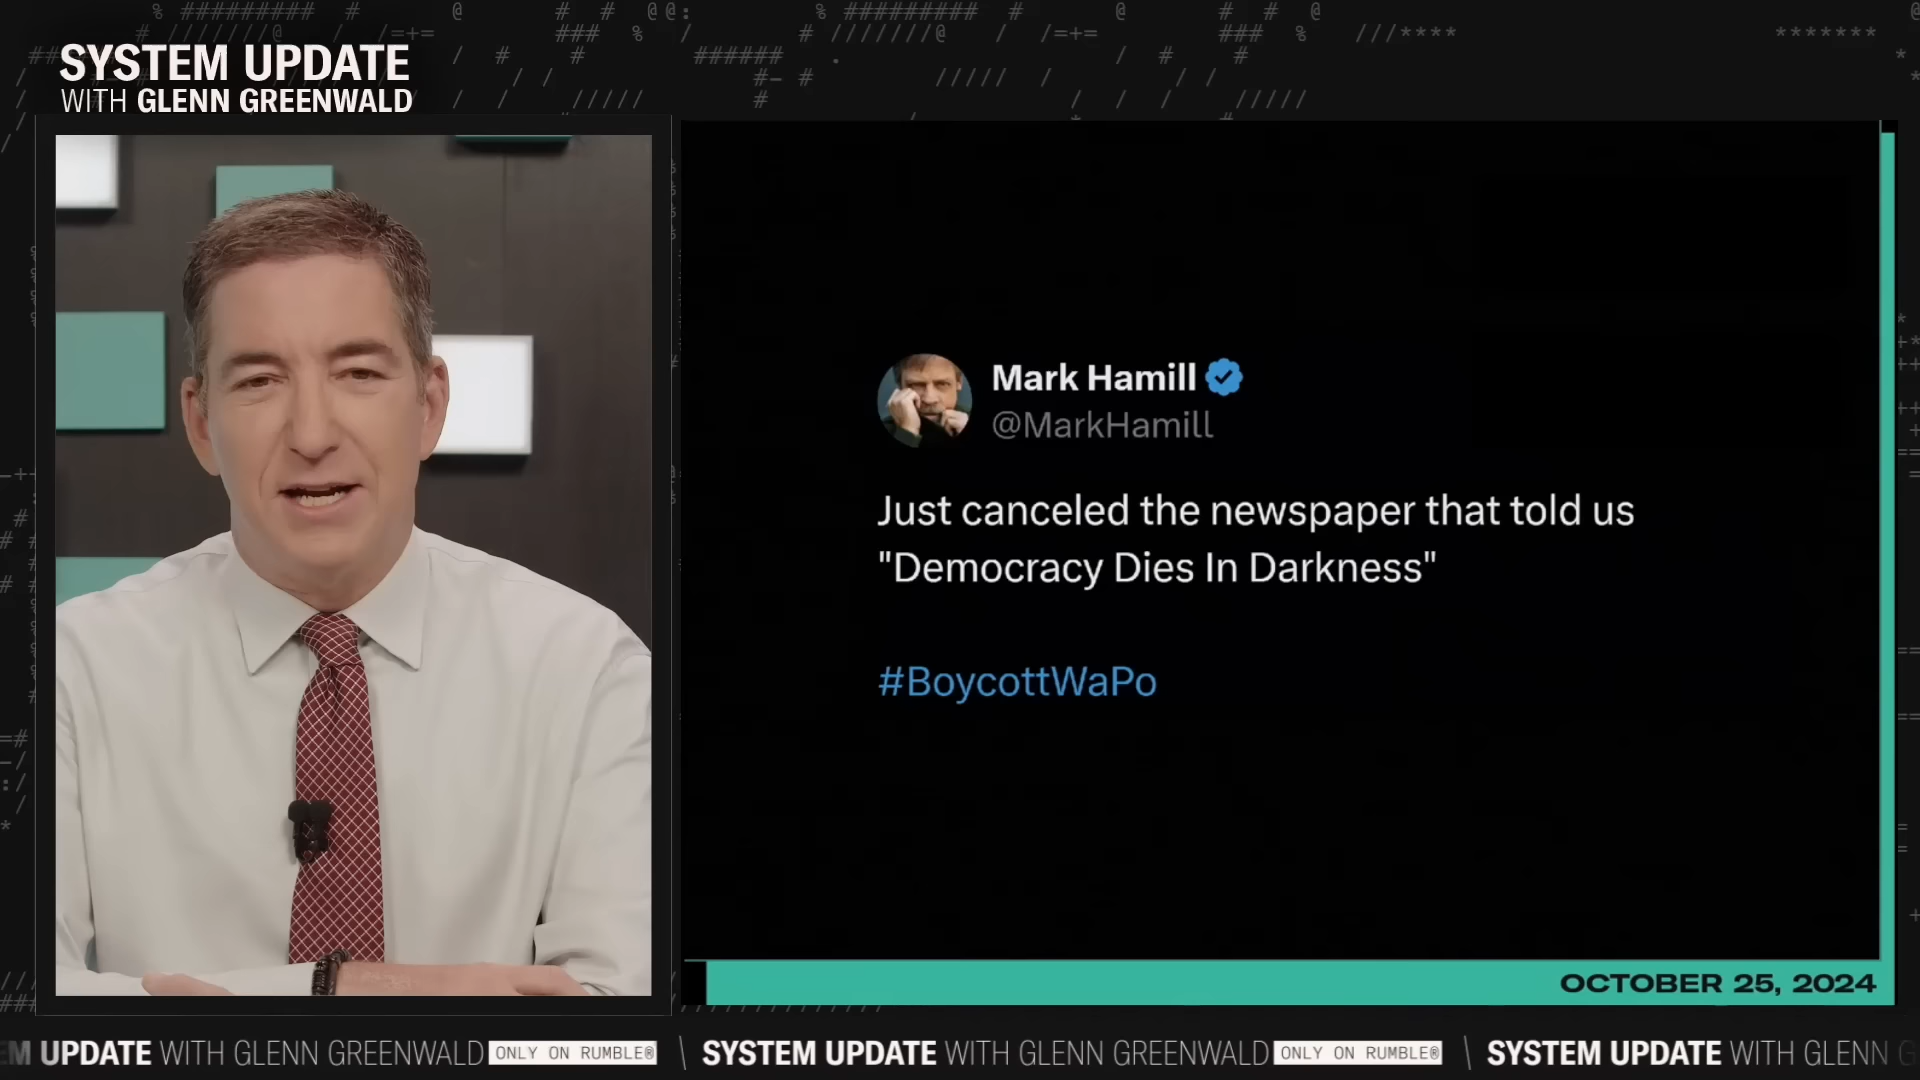 SYSTEM UPDATE
WITH GLENN GREENWALD
Mark Hamill
@MarkHamill
Just canceled the newspaper that told us
"Democracy Dies In Darkness"
#BoycottWaPo
OCTOBER 25, 2024
M UPDATE WITH GLENN GREENWALD ONLY ON RUMBLE® \ SYSTEM UPDATE WITH GLENN GREENWALD ONLY ON RUMBLE® \ SYSTEM UPDATE WITH GLENN G